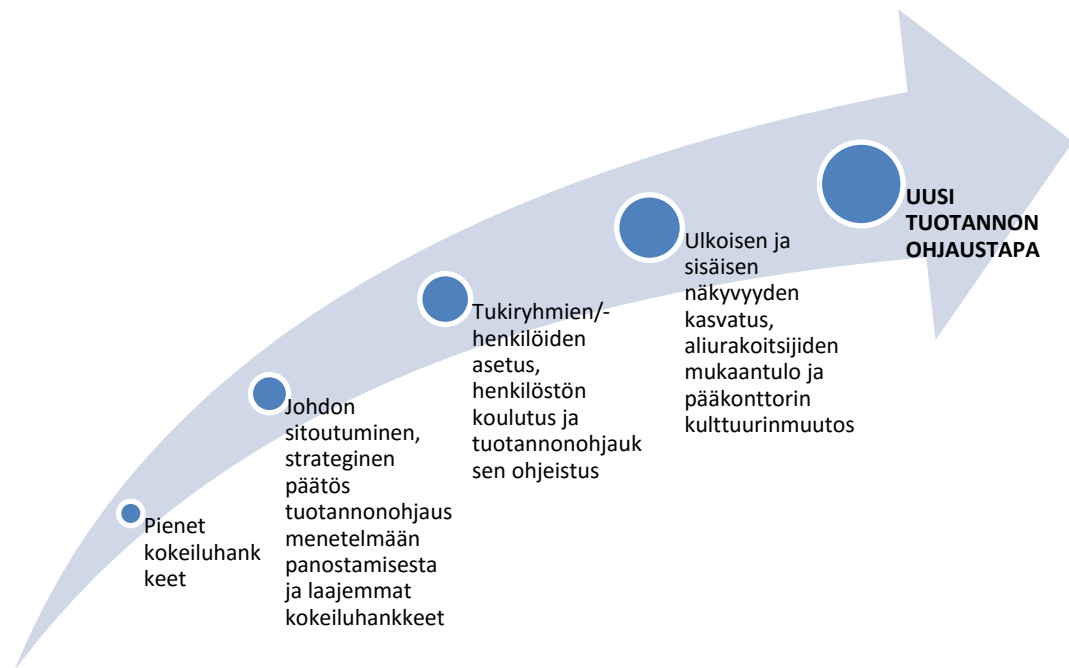 Pienet
kokeiluhank
keet
Johdon
sitoutuminen,
strateginen
päätös
tuotannonohjaus
menetelmään
panostamisesta
ja laajemmat
kokeiluhankkeet
Tukiryhmien/-
henkilöiden
asetus,
henkilöstön
koulutus ja
tuotannonohjauk
sen ohjeistus
Ulkoisen ja
sisäisen
näkyvyyden
kasvatus,
aliurakoitsijiden
mukaantulo ja
pääkonttorin
kulttuurinmuutos
UUSI
TUOTANNON
OHJAUSTAPA